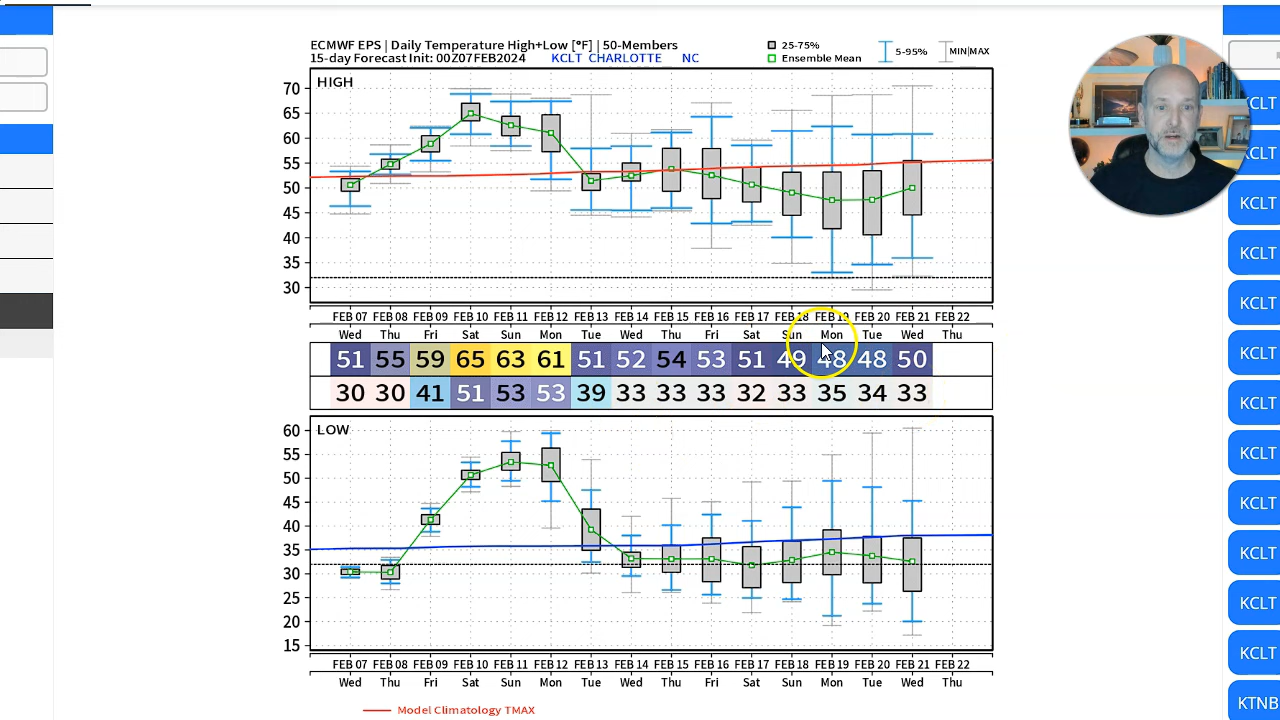 ECMWF EPS | Daily Temperature High+Low [°F] | 50-Members
15-day Forecast Init: 00Z07FEB2024 KCLT CHARLOTTE NC
25-75%
Ensemble Mean
5-95%
MIN|MAX
HIGH
70
65
60
55
50
45
40
35
30
FEB 07 FEB 08 FEB 09 FEB 10 FEB 11 FEB 12 FEB 13 FEB 14 FEB 15 FEB 16 FEB 17 FEB 18 FEB 19 FEB 20 FEB 21 FEB 22
Wed Thu Fri Sat Sun Mon Tue Wed Thu Fri Sat Sun Mon Tue Wed Thu
51 55 59 65 63 61 51 52 54 53 51 49 48 48 50
30 30 41 51 53 53 39 33 33 33 32 33 35 34 33
LOW
60
55
50
45
40
35
30
25
20
15
FEB 07 FEB 08 FEB 09 FEB 10 FEB 11 FEB 12 FEB 13 FEB 14 FEB 15 FEB 16 FEB 17 FEB 18 FEB 19 FEB 20 FEB 21 FEB 22
Wed Thu Fri Sat Sun Mon Tue Wed Thu Fri Sat Sun Mon Tue Wed Thu
Model Climatology TMAX
KCLT
KCLT
KCLT
KCLT
KCLT
KCLT
KCLT
KCLT
KCLT
KCLT
KCLT
KCLT
KTNB